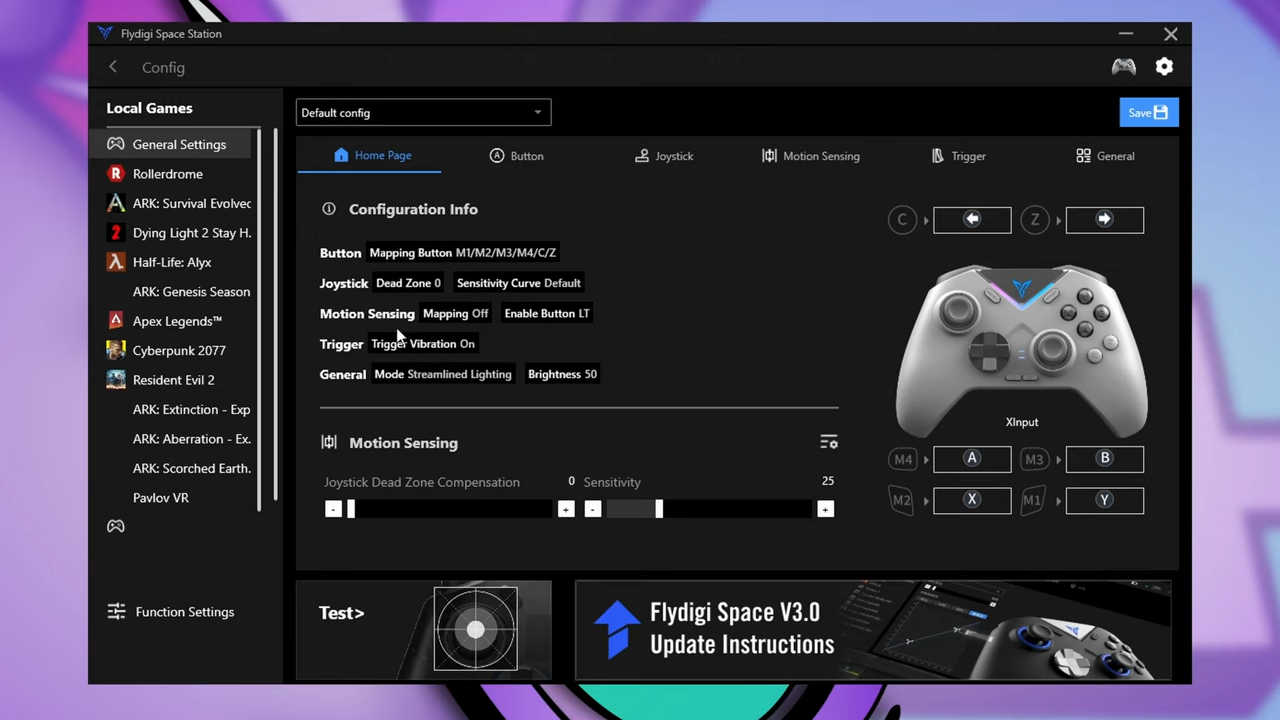 Flydigi Space Station
Config
Local Games
General Settings
Rollerdrome
ARK: Survival Evolvec
Dying Light 2 Stay H.
Half-Life: Alyx
ARK: Genesis Season
Apex Legends™
Cyberpunk 2077
Resident Evil 2
ARK: Extinction - Exp
ARK: Aberration - Ex.
ARK: Scorched Earth.
Pavlov VR
Function Settings
Default config
Save
Home Page
A Button
Joystick
Motion Sensing
Trigger
General
Configuration Info
Button Mapping Button M1/M2/M3/M4/C/Z
Joystick Dead Zone 0 Sensitivity Curve Default
Motion Sensing Mapping Off Enable Button LT
Trigger Trigger Vibration On
General Mode Streamlined Lighting Brightness 50
Motion Sensing
Joystick Dead Zone Compensation 0 Sensitivity 25
- + - +
C Z
XInput
M4 A M3 B
M2 X M1 Y
Test>
Flydigi Space V3.0
Update Instructions